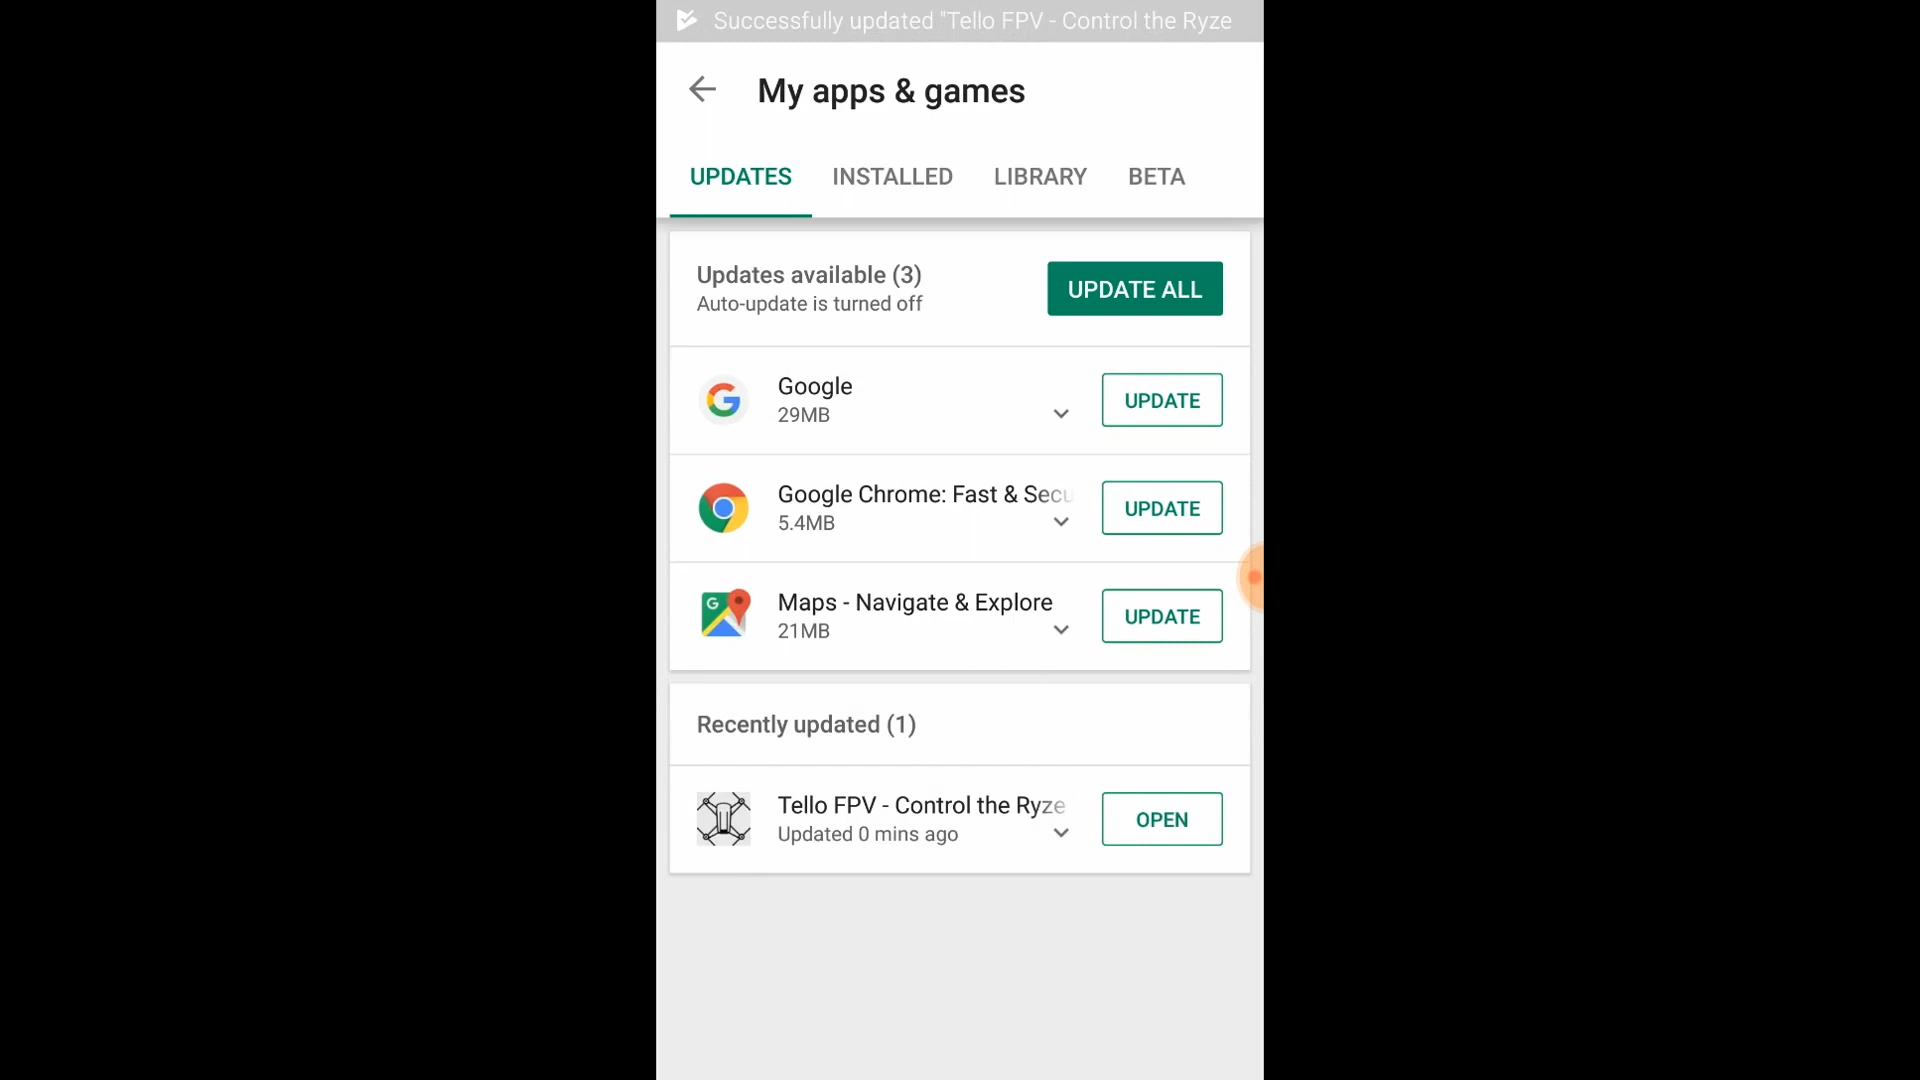 Successfully updated "Tello FPV - Control the Ryze
My apps & games
UPDATES INSTALLED LIBRARY BETA
Updates available (3)
Auto-update is turned off
UPDATE ALL
Google
29MB
UPDATE
Google Chrome: Fast & Secu
5.4MB
UPDATE
G
Maps - Navigate & Explore
21MB
UPDATE
Recently updated (1)
Tello FPV - Control the Ryze
Updated 0 mins ago
OPEN